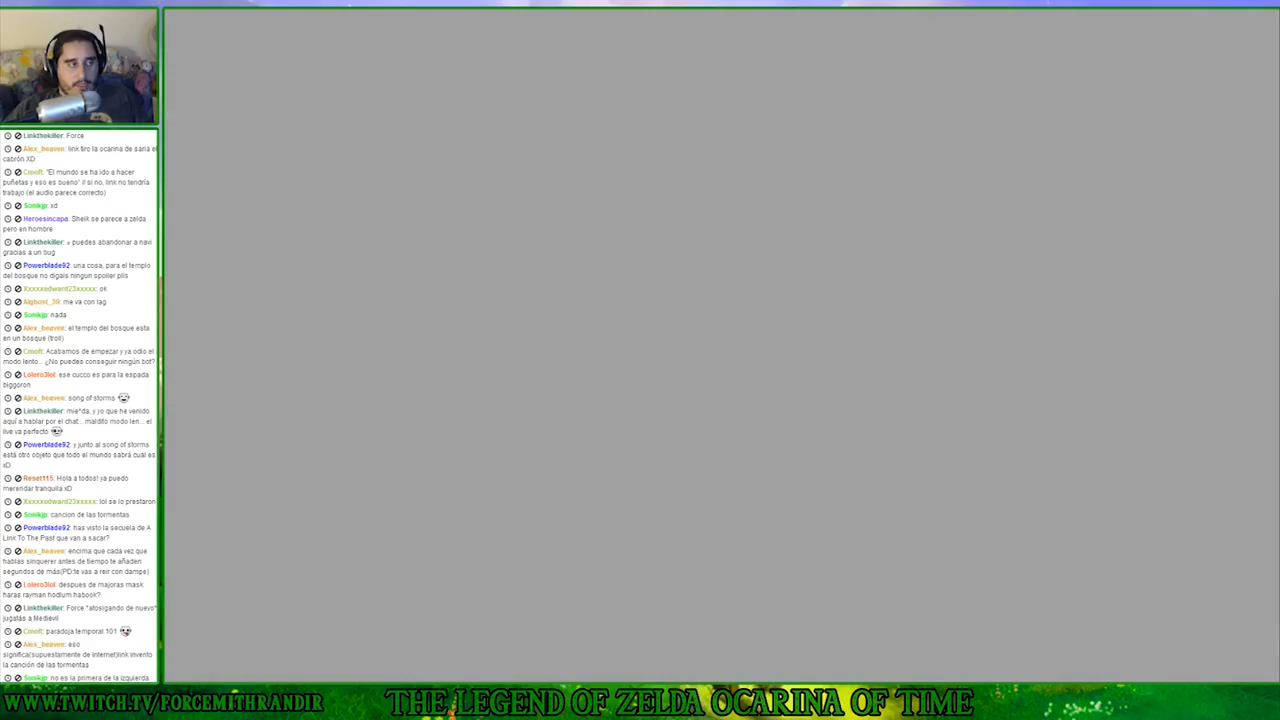 Linkthekiller: Force
Alex_heaven: link tiro la ocarina de saria el
cabrón XD
Cmoft: "El mundo se ha ido a hacer
puñetas y eso es bueno" // si no, link no tendría
trabajo (el audio parece correcto)
Sonikjp: xd
Heroesincapa: Sheik se parece a zelda
pero en hombre
Linkthekiller: y puedes abandonar a navi
gracias a un bug
Powerblade92: una cosa, para el templo
del bosque no digais ningun spoiler plis
Xxxxxedward23xxxxx: ok
me va con lag
Sonikjp: nada
Alex_heaven: el templo del bosque esta
en un bosque (troll)
Cmoft: Acabamos de empezar y ya odio el
modo lento... ¿No puedes conseguir ningún bot?
Lolero3lol: ese cucco es para la espada
biggoron
Alex_heaven: song of storms
Linkthekiller: mie*da, y yo que he venido
aquí a hablar por el chat... maldito modo len... el
live va perfecto
Powerblade92: y junto al song of storms
está otro objeto que todo el mundo sabrá cual es
xD
Reset115: Hola a todos! ya puedo
merendar tranquila xD
Xxxxxedward23xxxxx: lol se lo prestaron
Sonikjp: cancion de las tormentas
Powerblade92: has visto la secuela de A
Link To The Past que van a sacar?
Alex_heaven: encima que cada vez que
hablas sinquerer antes de tiempo te añaden
segundos de más(PD:te vas a reir con dampe)
Lolero3lol: despues de majoras mask
haras rayman hodlum habook?
Linkthekiller: Force *atosigando de nuevo*
jugatás a Medievil
Cmoft: paradoja temporal 101
Alex_heaven: eso
significa(supuestamente de internet)link invento
la canción de las tormentas
Sonikjp: no es la primera de la izquierda
WWW.TWITCH.TV/FORCEMITHRANDIR
THE LEGEND OF ZELDA OCARINA OF TIME